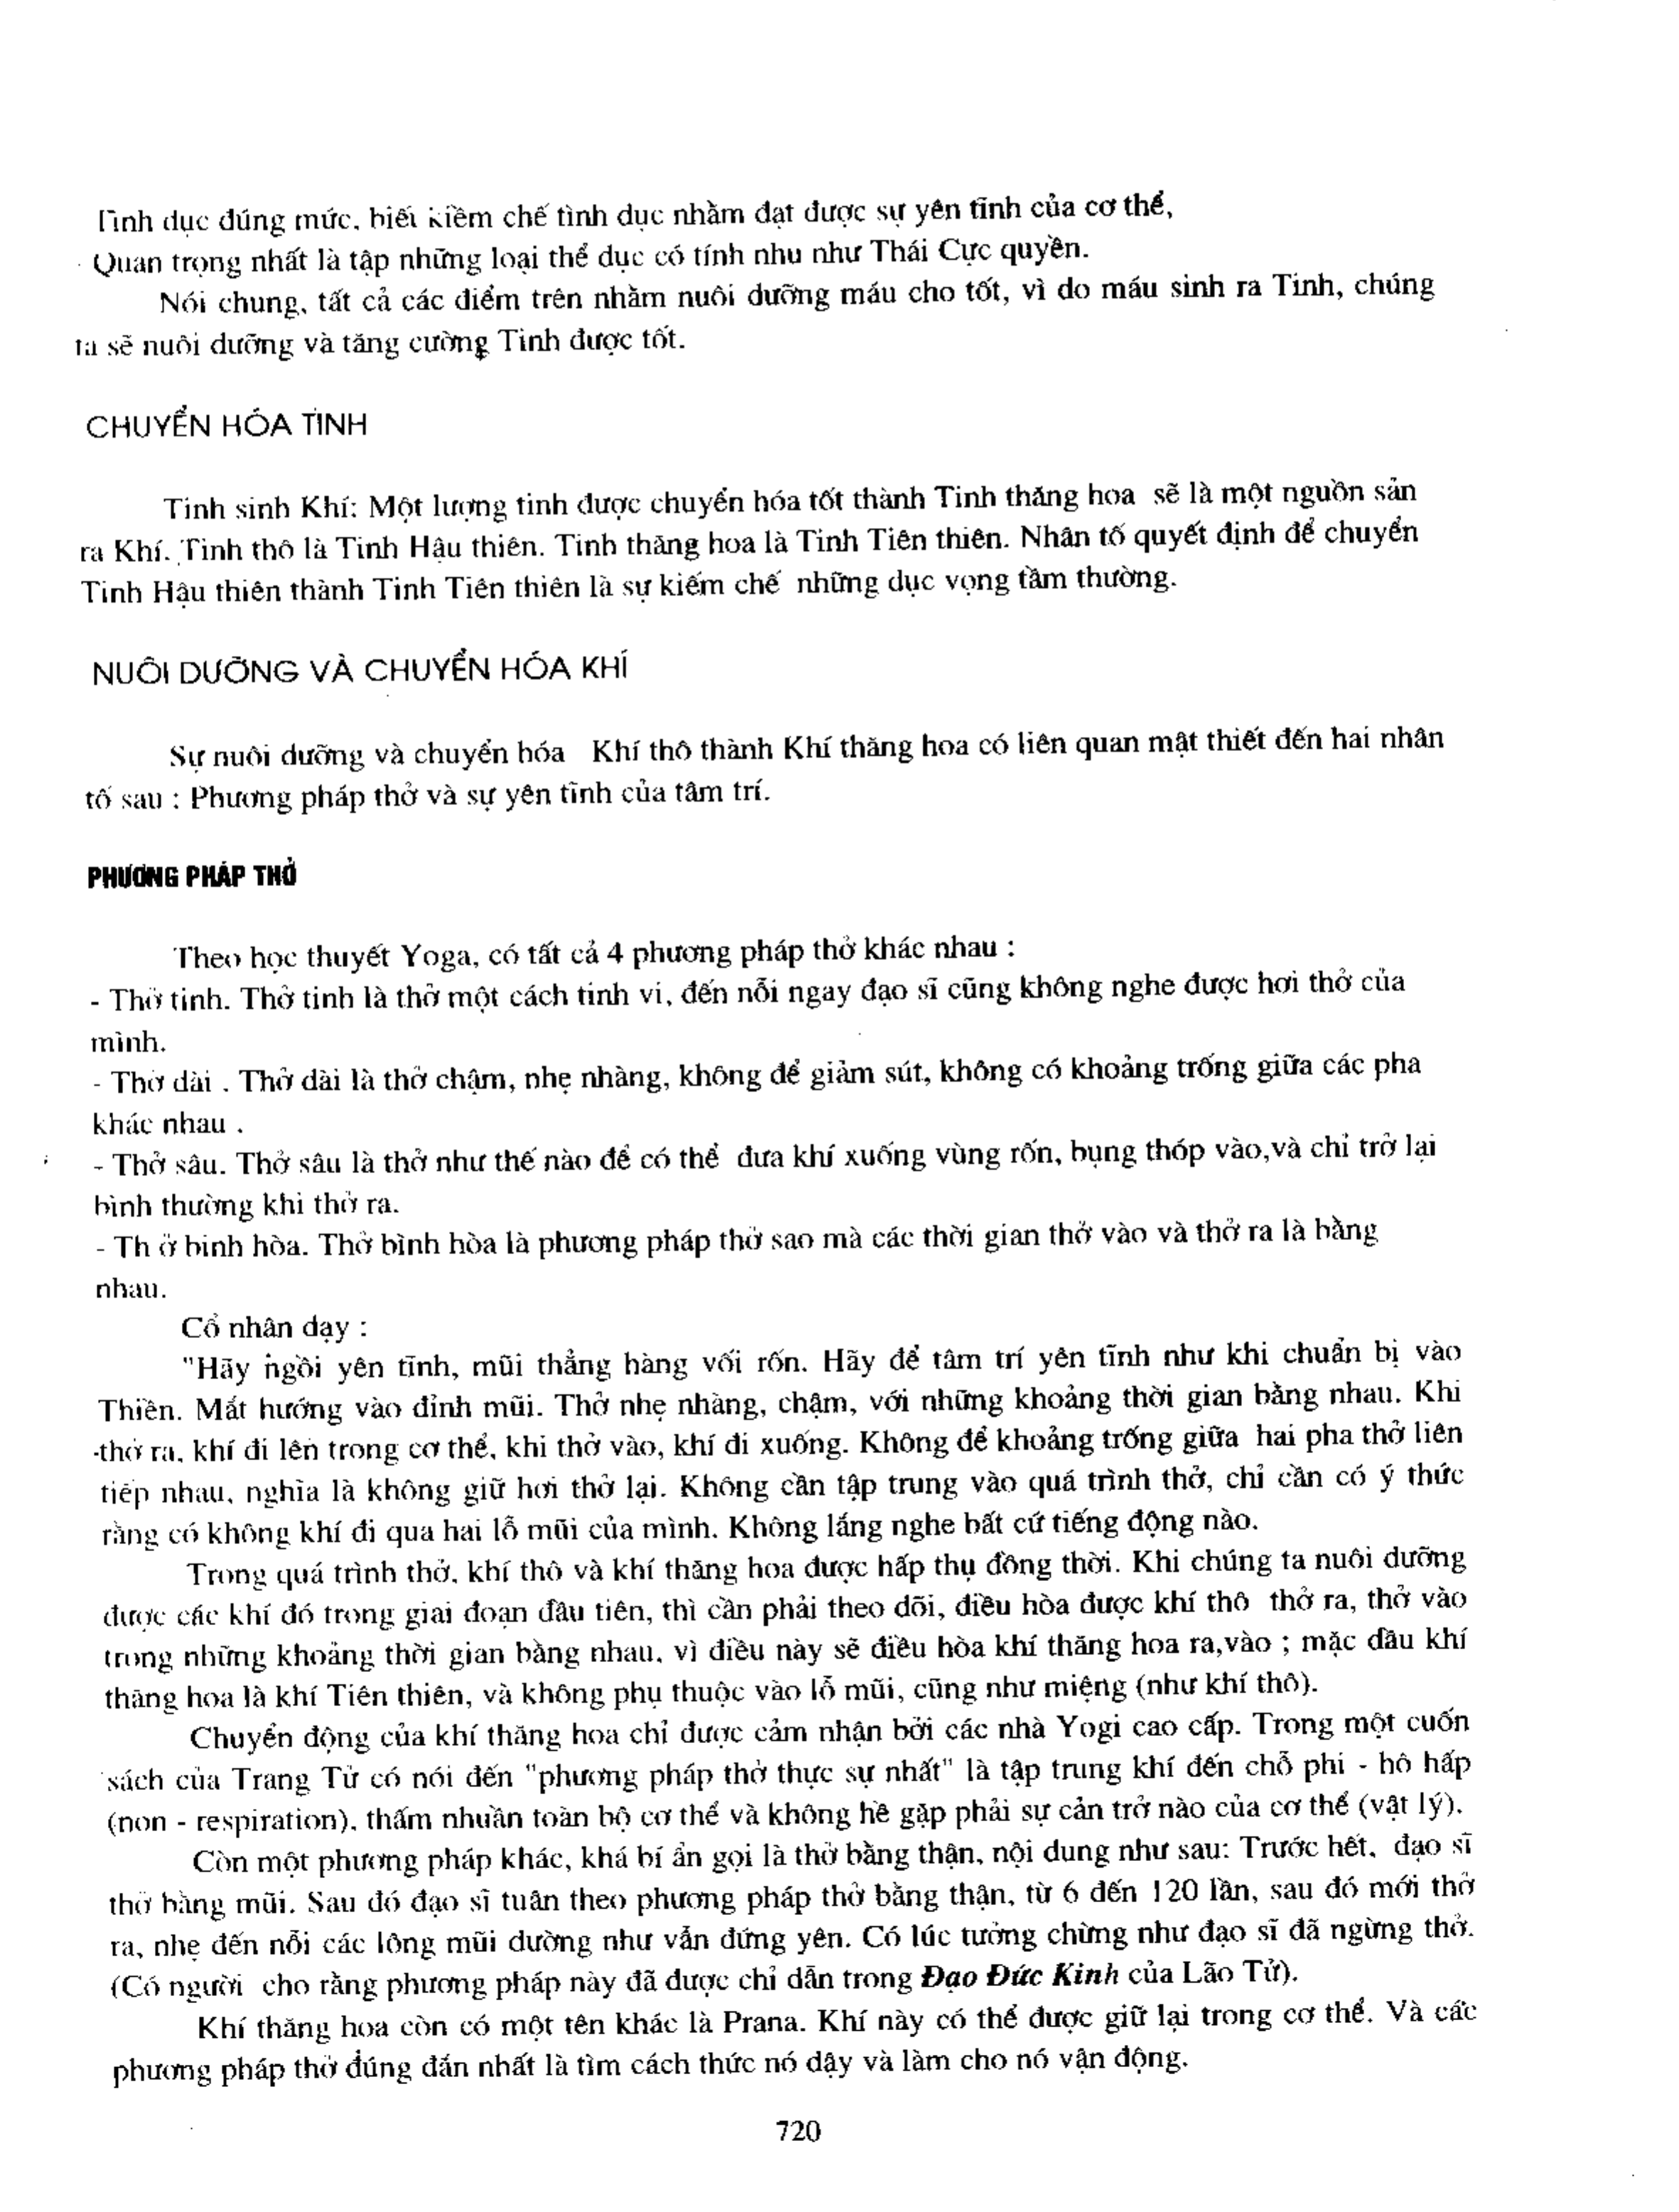 Tình dục đúng mức, biết kiềm chế tình dục nhằm đạt được sự yên tĩnh của cơ thể,
Quan trọng nhất là tập những loại thể dục có tính nhu như Thái Cực quyền.
Nói chung, tất cả các điểm trên nhằm nuôi dưỡng máu cho tốt, vì do máu sinh ra Tinh, chúng
ta sẽ nuôi dưỡng và tăng cường Tinh được tốt.
CHUYỂN HÓA TINH
Tinh sinh Khí: Một lượng tinh được chuyển hóa tốt thành Tinh thăng hoa sẽ là một nguồn sản
ra Khí. Tinh thô là Tinh Hậu thiên. Tinh thăng hoa là Tinh Tiên thiên. Nhân tố quyết định để chuyển
Tinh Hậu thiên thành Tinh Tiên thiên là sự kiếm chế những dục vọng tầm thường.
NUÔI DƯỠNG VÀ CHUYỂN HÓA KHÍ
Sự nuôi dưỡng và chuyển hóa Khí thô thành Khí thăng hoa có liên quan mật thiết đến hai nhân
tố sau : Phương pháp thở và sự yên tĩnh của tâm trí.
PHƯƠNG PHÁP THỞ
Theo học thuyết Yoga, có tất cả 4 phương pháp thở khác nhau :
- Thở tinh. Thở tinh là thở một cách tinh vi, đến nỗi ngay đạo sĩ cũng không nghe được hơi thở của
mình.
- Thở dài . Thở dài là thở chậm, nhẹ nhàng, không để giảm sút, không có khoảng trống giữa các pha
khác nhau .
- Thở sâu. Thở sâu là thở như thế nào để có thể đưa khí xuống vùng rốn, bụng thóp vào,và chỉ trở lại
bình thường khi thở ra.
- Th ở bình hòa. Thở bình hòa là phương pháp thở sao mà các thời gian thở vào và thở ra là bằng
nhau.
Cổ nhân dạy :
"Hãy ngồi yên tĩnh, mũi thẳng hàng vối rốn. Hãy để tâm trí yên tĩnh như khi chuẩn bị vào
Thiền. Mắt hướng vào đỉnh mũi. Thở nhẹ nhàng, chậm, với những khoảng thời gian bằng nhau. Khi
thở ra, khí đi lên trong cơ thể, khi thở vào, khí đi xuống. Không để khoảng trống giữa hai pha thở liên
tiếp nhau, nghĩa là không giữ hơi thở lại. Không cần tập trung vào quá trình thở, chỉ cần có ý thức
rằng có không khí đi qua hai lỗ mũi của mình. Không lắng nghe bất cứ tiếng động nào.
Trong quá trình thở, khí thô và khí thăng hoa được hấp thụ đồng thời. Khi chúng ta nuôi dưỡng
được các khí đó trong giai đoạn đầu tiên, thì cần phải theo dõi, điều hòa được khí thô thở ra, thở vào
trong những khoảng thời gian bằng nhau, vì điều này sẽ điều hòa khí thăng hoa ra,vào ; mặc dầu khí
thăng hoa là khí Tiên thiên, và không phụ thuộc vào lỗ mũi, cũng như miệng (như khí thô).
Chuyển động của khí thăng hoa chỉ được cảm nhận bởi các nhà Yogi cao cấp. Trong một cuốn
sách của Trang Tử có nói đến "phương pháp thở thực sự nhất" là tập trung khí đến chỗ phi - hô hấp
(non - respiration), thấm nhuần toàn bộ cơ thể và không hề gặp phải sự cản trở nào của cơ thể (vật lý).
Còn một phương pháp khác, khá bí ẩn gọi là thở bằng thận, nội dung như sau: Trước hết, đạo sĩ
thở bằng mũi. Sau đó đạo sĩ tuân theo phương pháp thở bằng thận, từ 6 đến 120 lần, sau đó mới thở
ra, nhẹ đến nỗi các lông mũi dường như vẫn đứng yên. Có lúc tưởng chừng như đạo sĩ đã ngừng thở.
(Có người cho rằng phương pháp này đã được chỉ dẫn trong Đạo Đức Kinh của Lão Tử).
Khí thăng hoa còn có một tên khác là Prana. Khí này có thể được giữ lại trong cơ thể. Và các
phương pháp thở đúng đắn nhất là tìm cách thức nó dậy và làm cho nó vận động.
720